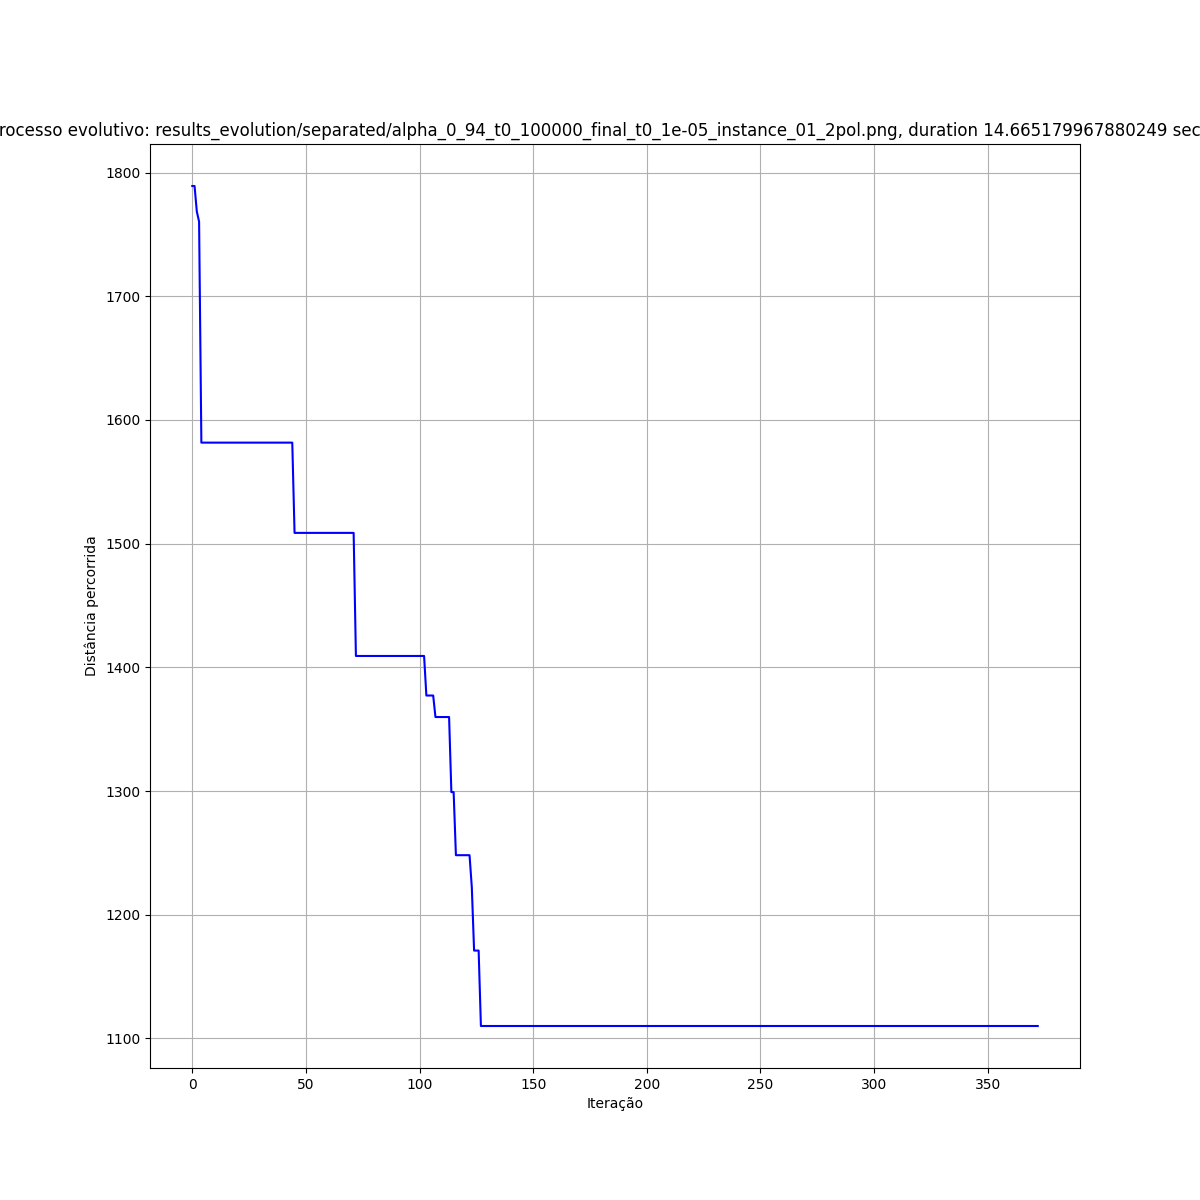 rocesso evolutivo: results_evolution/separated/alpha_0_94_t0_100000_final_t0_1e-05_instance_01_2pol.png, duration 14.665179967880249 sec
1800
1700
1600
1500
1400
1300
1200
1100
Distância percorrida
0 50 100 150 200 250 300 350
Iteração